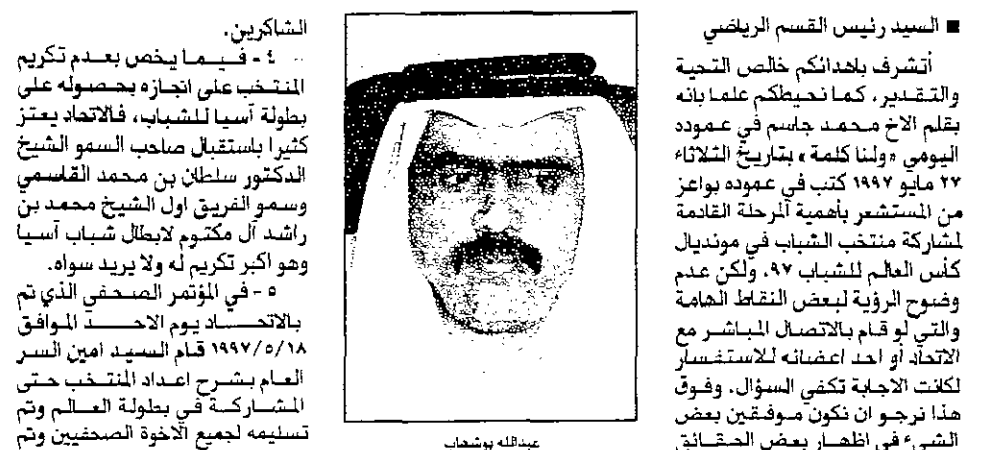 ■ السيد رئيس القسم الرياضي
أتشرف باهدائكم خالص التحية
والتقدير، كما نحيطكم علما بانه
بقلم الاخ محمد جاسم في عموده
اليومي «ولنا كلمة» بتاريخ الثلاثاء
٢٧ مايو ١٩٩٧ كتب في عموده بواعز
من المستشعر بأهمية المرحلة القادمة
لمشاركة منتخب الشباب في مونديال
كأس العالم للشباب ٩٧، ولكن عدم
وضوح الرؤية لبعض النقاط الهامة
والتي لو قام بالاتصال المباشر مع
الاتحاد أو احد اعضائه للاستفسار
لكانت الاجابة تكفي السؤال، وفوق
هذا نرجو ان نكون موفقين بعض
الشيء في اظهار بعض الحقائق
عبدالله بوشهاب
الشاكرين.
٤ - فيما يخص بعدم تكريم
المنتخب على انجازه بحصوله على
بطولة آسيا للشباب، فالاتحاد يعتز
كثيرا باستقبال صاحب السمو الشيخ
الدكتور سلطان بن محمد القاسمي
وسمو الفريق اول الشيخ محمد بن
راشد آل مكتوم لابطال شباب آسيا
وهو اكبر تكريم له ولا يريد سواه.
٥ - في المؤتمر الصحفي الذي تم
بالاتحاد يوم الاحد الموافق
١٩٩٧/٥/١٨ قام السيد امين السر
العام بشرح اعداد المنتخب حتى
المشاركة في بطولة العالم وتم
تسليمه لجميع الاخوة الصحفيين وتم